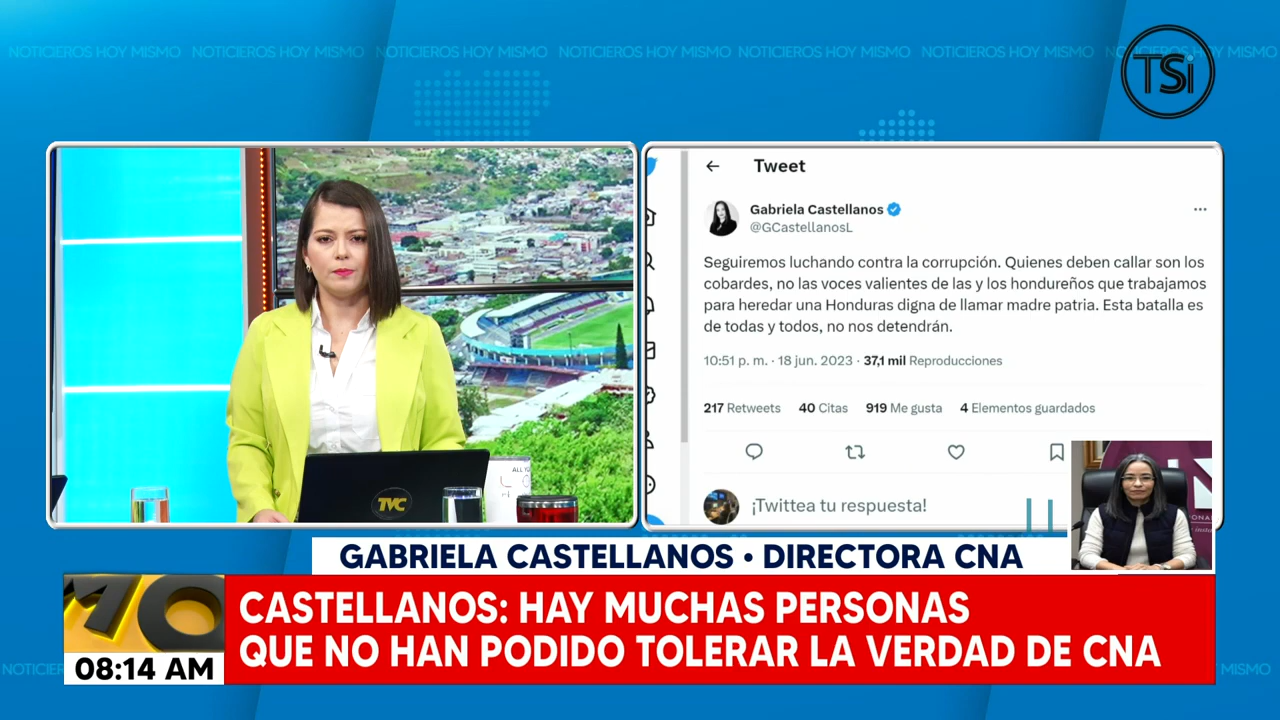 NOTICIEROS HOY MISMO NOTICIEROS HOY MISMO NOTICIEROS HOY MISMO NOTICIEROS HOY MISMO NOTICIEROS HOY MISMO NOTICIEROS HOY MISMO NOTICIEROS HOY MISMO
TSi
Tweet
Gabriela Castellanos
@GCastellanosL
Seguiremos luchando contra la corrupción. Quienes deben callar son los
cobardes, no las voces valientes de las y los hondureños que trabajamos
para heredar una Honduras digna de llamar madre patria. Esta batalla es
de todas y todos, no nos detendrán.
10:51 p. m. · 18 jun. 2023 · 37,1 mil Reproducciones
217 Retweets 40 Citas 919 Me gusta 4 Elementos guardados
¡Twittea tu respuesta!
TVC
GABRIELA CASTELLANOS • DIRECTORA CNA
MO
CASTELLANOS: HAY MUCHAS PERSONAS
QUE NO HAN PODIDO TOLERAR LA VERDAD DE CNA
08:14 AM